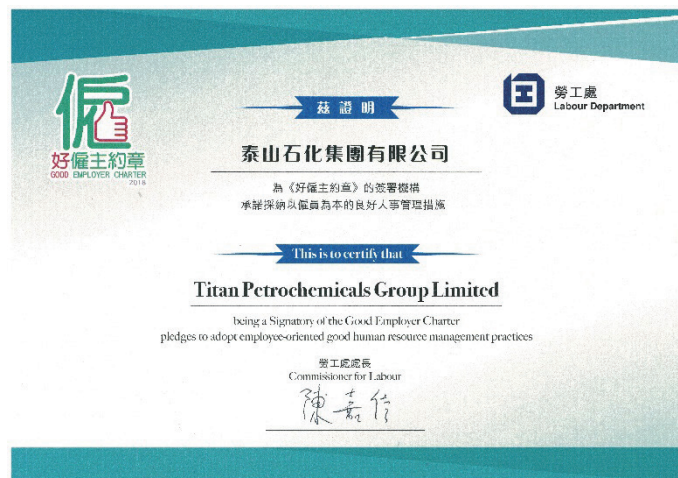 僱
好僱主約章
GOOD EMPLOYER CHARTER
2018
勞工處
Labour Department
茲證明
泰山石化集團有限公司
為《好僱主約章》的簽署機構
承諾採納以僱員為本的良好人事管理措施
This is to certify that
Titan Petrochemicals Group Limited
being a Signatory of the Good Employer Charter
pledges to adopt employee-oriented good human resource management practices
勞工處處長
Commissioner for Labour
陳嘉信